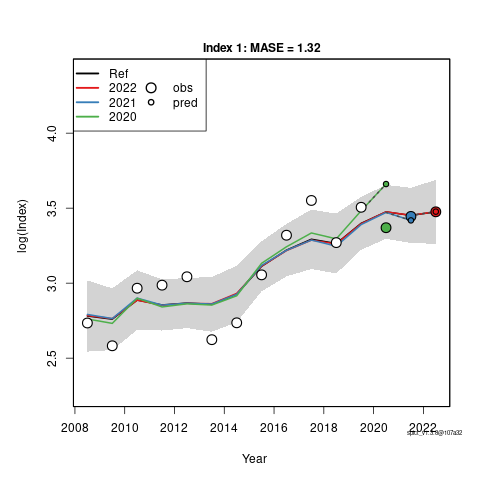 Index 1: MASE = 1.32
Ref
2022 obs
2021 pred
2020
4.0
3.5
3.0
2.5
log(Index)
2008 2010 2012 2014 2016 2018 2020 2022
Year